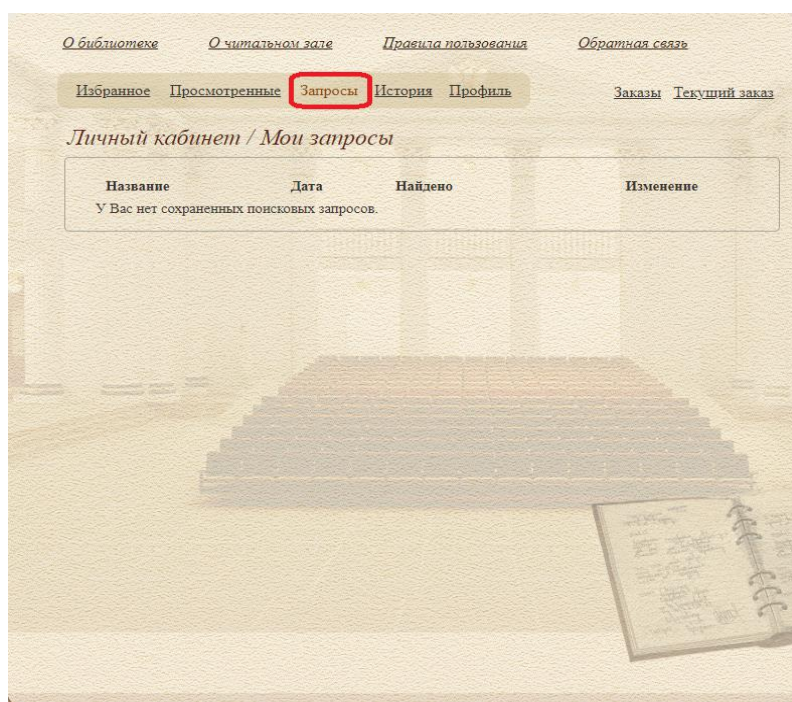 О библиотеке О читальном зале Правила пользования Обратная связь
Избранное Просмотренные Запросы История Профиль Заказы Текущий заказ
Личный кабинет / Мои запросы
Название Дата Найдено Изменение
У Вас нет сохраненных поисковых запросов.